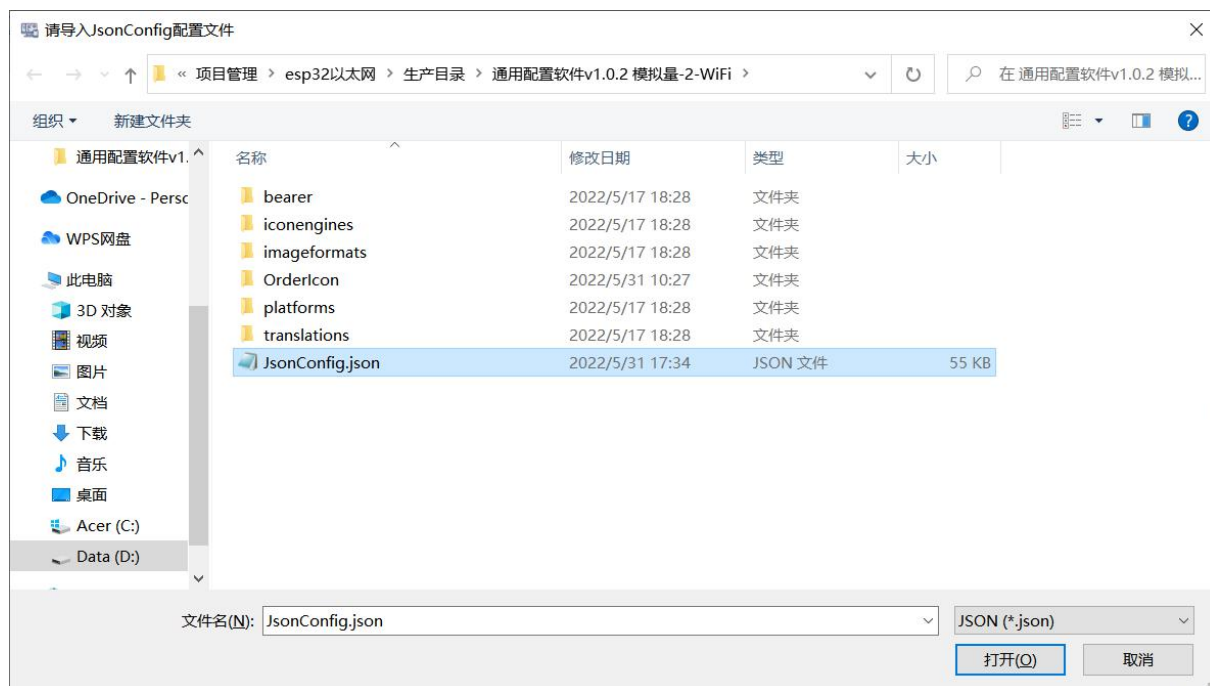 请导入JsonConfig配置文件
« 项目管理 > esp32以太网 > 生产目录 > 通用配置软件v1.0.2 模拟量-2-WiFi >
在 通用配置软件v1.0.2 模拟...
组织 新建文件夹
通用配置软件v1.
名称 修改日期 类型 大小
OneDrive - Persc
WPS网盘
此电脑
3D 对象
视频
图片
文档
下载
音乐
桌面
Acer (C:)
Data (D:)
bearer 2022/5/17 18:28 文件夹
iconengines 2022/5/17 18:28 文件夹
imageformats 2022/5/17 18:28 文件夹
OrderIcon 2022/5/31 10:27 文件夹
platforms 2022/5/17 18:28 文件夹
translations 2022/5/17 18:28 文件夹
JsonConfig.json 2022/5/31 17:34 JSON 文件 55 KB
文件名(N): JsonConfig.json
JSON (*.json)
打开(O) 取消